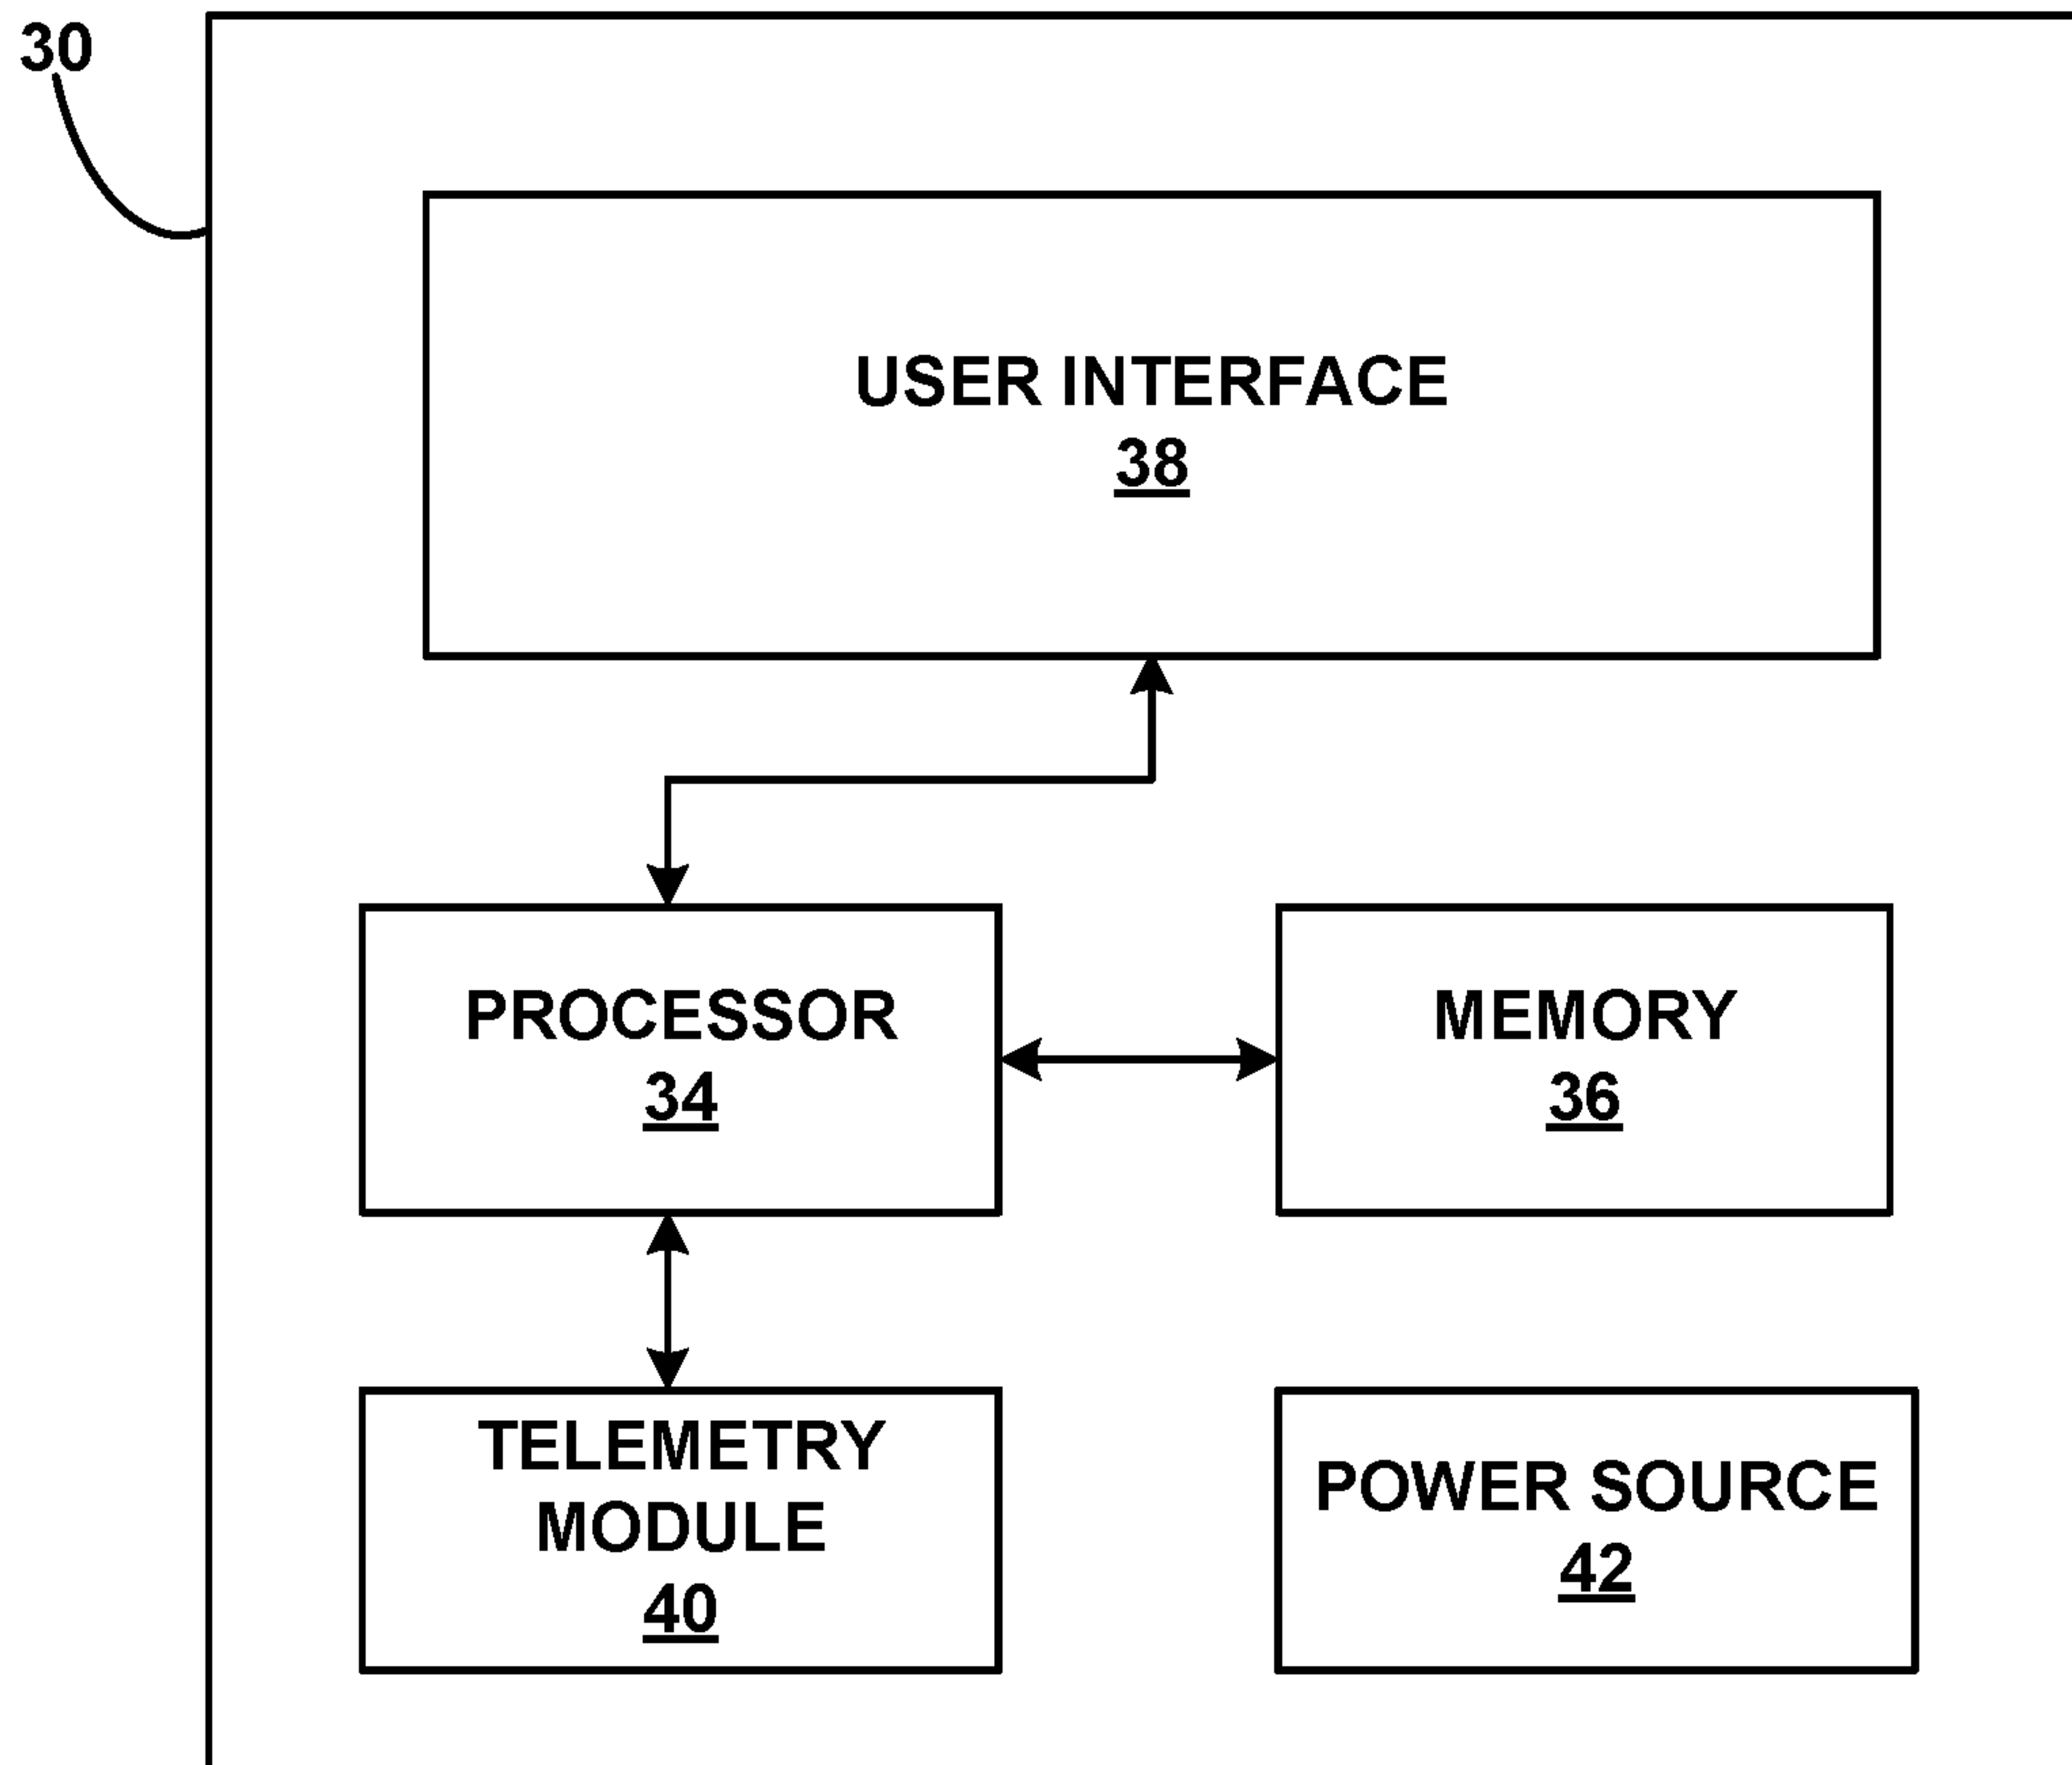 30
USER INTERFACE
38
PROCESSOR
34
MEMORY
36
TELEMETRY
MODULE
40
POWER SOURCE
42